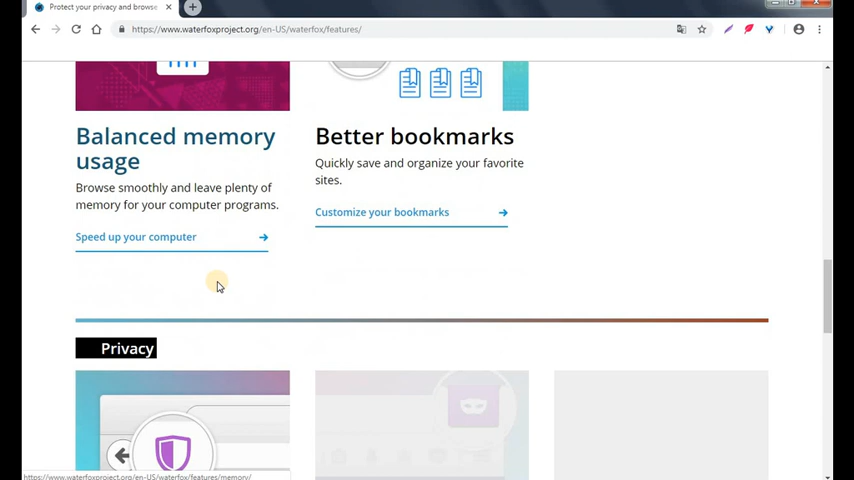 Protect your privacy and browse
https://www.waterfoxproject.org/en-US/waterfox/features/
Balanced memory
usage
Browse smoothly and leave plenty of
memory for your computer programs.
Speed up your computer
Better bookmarks
Quickly save and organize your favorite
sites.
Customize your bookmarks
Privacy
https://www.waterfoxproject.org/en-US/waterfox/features/memory/